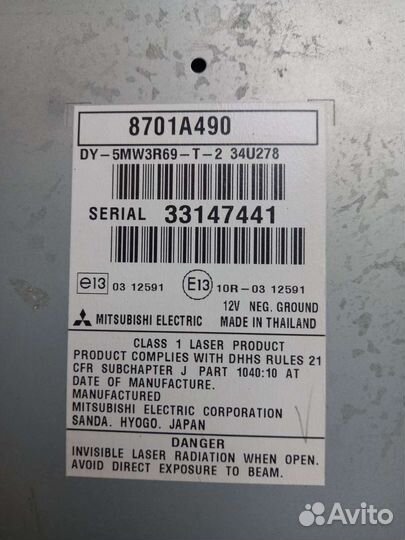 8701A490
DY-5MW3R69-T-2 34U278
SERIAL 33147441
e13 03 12591 E13 10R-03 12591
12V NEG. GROUND
MITSUBISHI ELECTRIC MADE IN THAILAND
CLASS 1 LASER PRODUCT
PRODUCT COMPLIES WITH DHHS RULES 21
CFR SUBCHAPTER J PART 1040:10 AT
DATE OF MANUFACTURE.
MANUFACTURED
MITSUBISHI ELECTRIC CORPORATION
SANDA, HYOGO, JAPAN
DANGER
INVISIBLE LASER RADIATION WHEN OPEN.
AVOID DIRECT EXPOSURE TO BEAM.
Avito